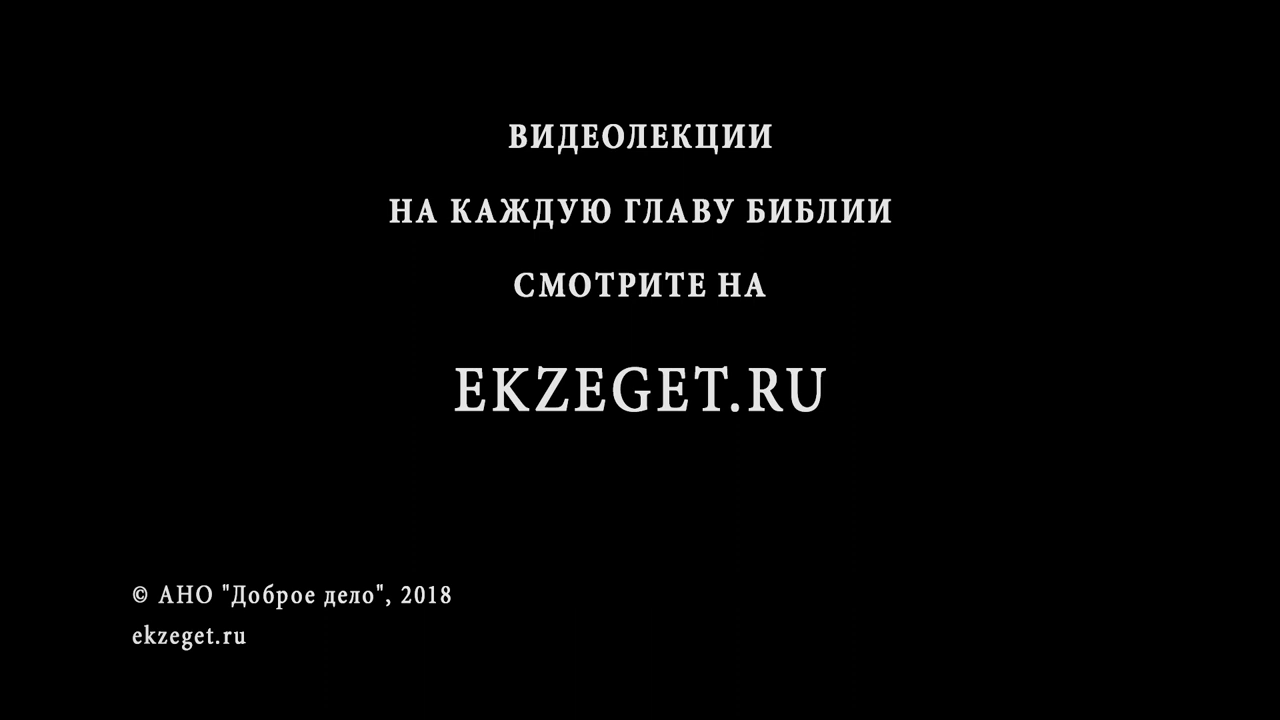 ВИДЕОЛЕКЦИИ
НА КАЖДУЮ ГЛАВУ БИБЛИИ
СМОТРИТЕ НА
EKZEGET.RU
© АНО "Доброе дело", 2018
ekzeget.ru